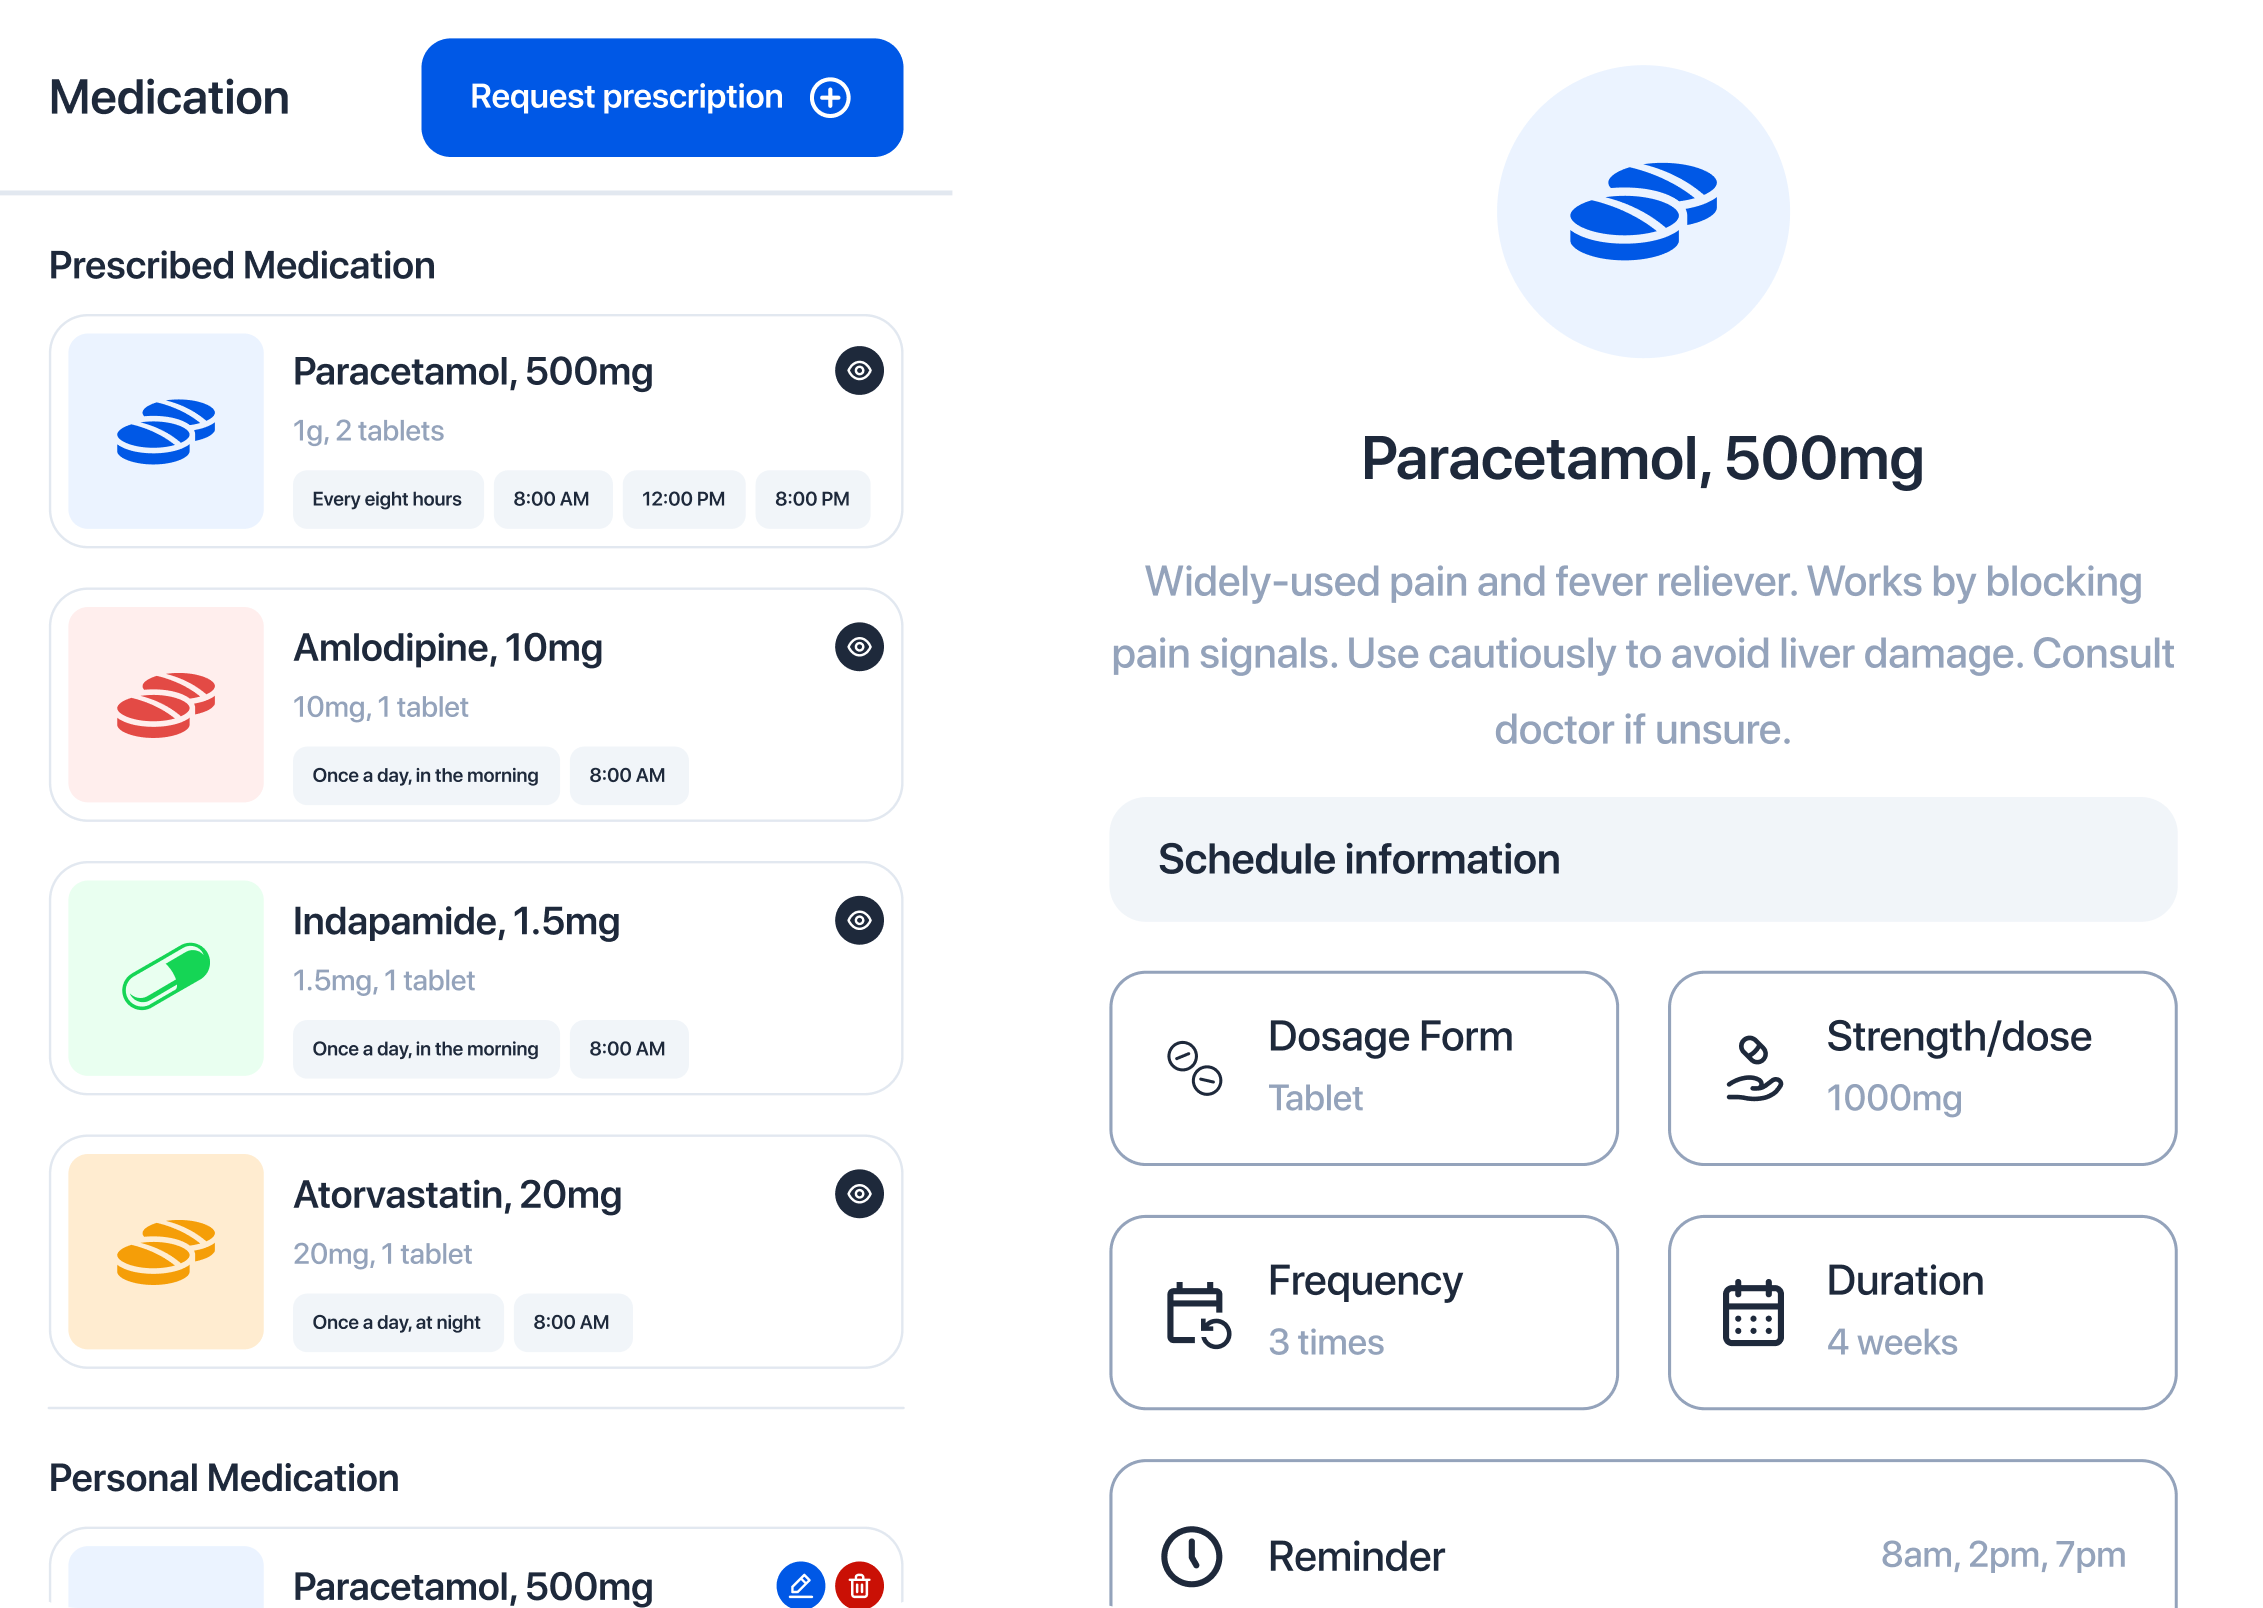 Medication
Request prescription
Prescribed Medication
Paracetamol, 500mg
1g, 2 tablets
Every eight hours
8:00 AM
12:00 PM
8:00 PM
Amlodipine, 10mg
10mg, 1 tablet
Once a day, in the morning
8:00 AM
Indapamide, 1.5mg
1.5mg, 1 tablet
Once a day, in the morning
8:00 AM
Atorvastatin, 20mg
20mg, 1 tablet
Once a day, at night
8:00 AM
Personal Medication
Paracetamol, 500mg
Paracetamol, 500mg
Widely-used pain and fever reliever. Works by blocking
pain signals. Use cautiously to avoid liver damage. Consult
doctor if unsure.
Schedule information
Dosage Form
Tablet
Strength/dose
1000mg
Frequency
3 times
Duration
4 weeks
Reminder
8am, 2pm, 7pm